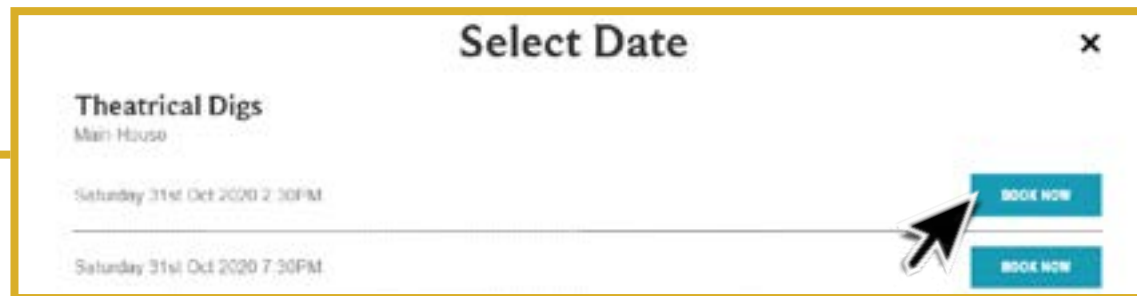 Select Date
×
Theatrical Digs
Main House
Saturday 31st Oct 2020 2:30PM
BOOK NOW
Saturday 31st Oct 2020 7:30PM
BOOK NOW